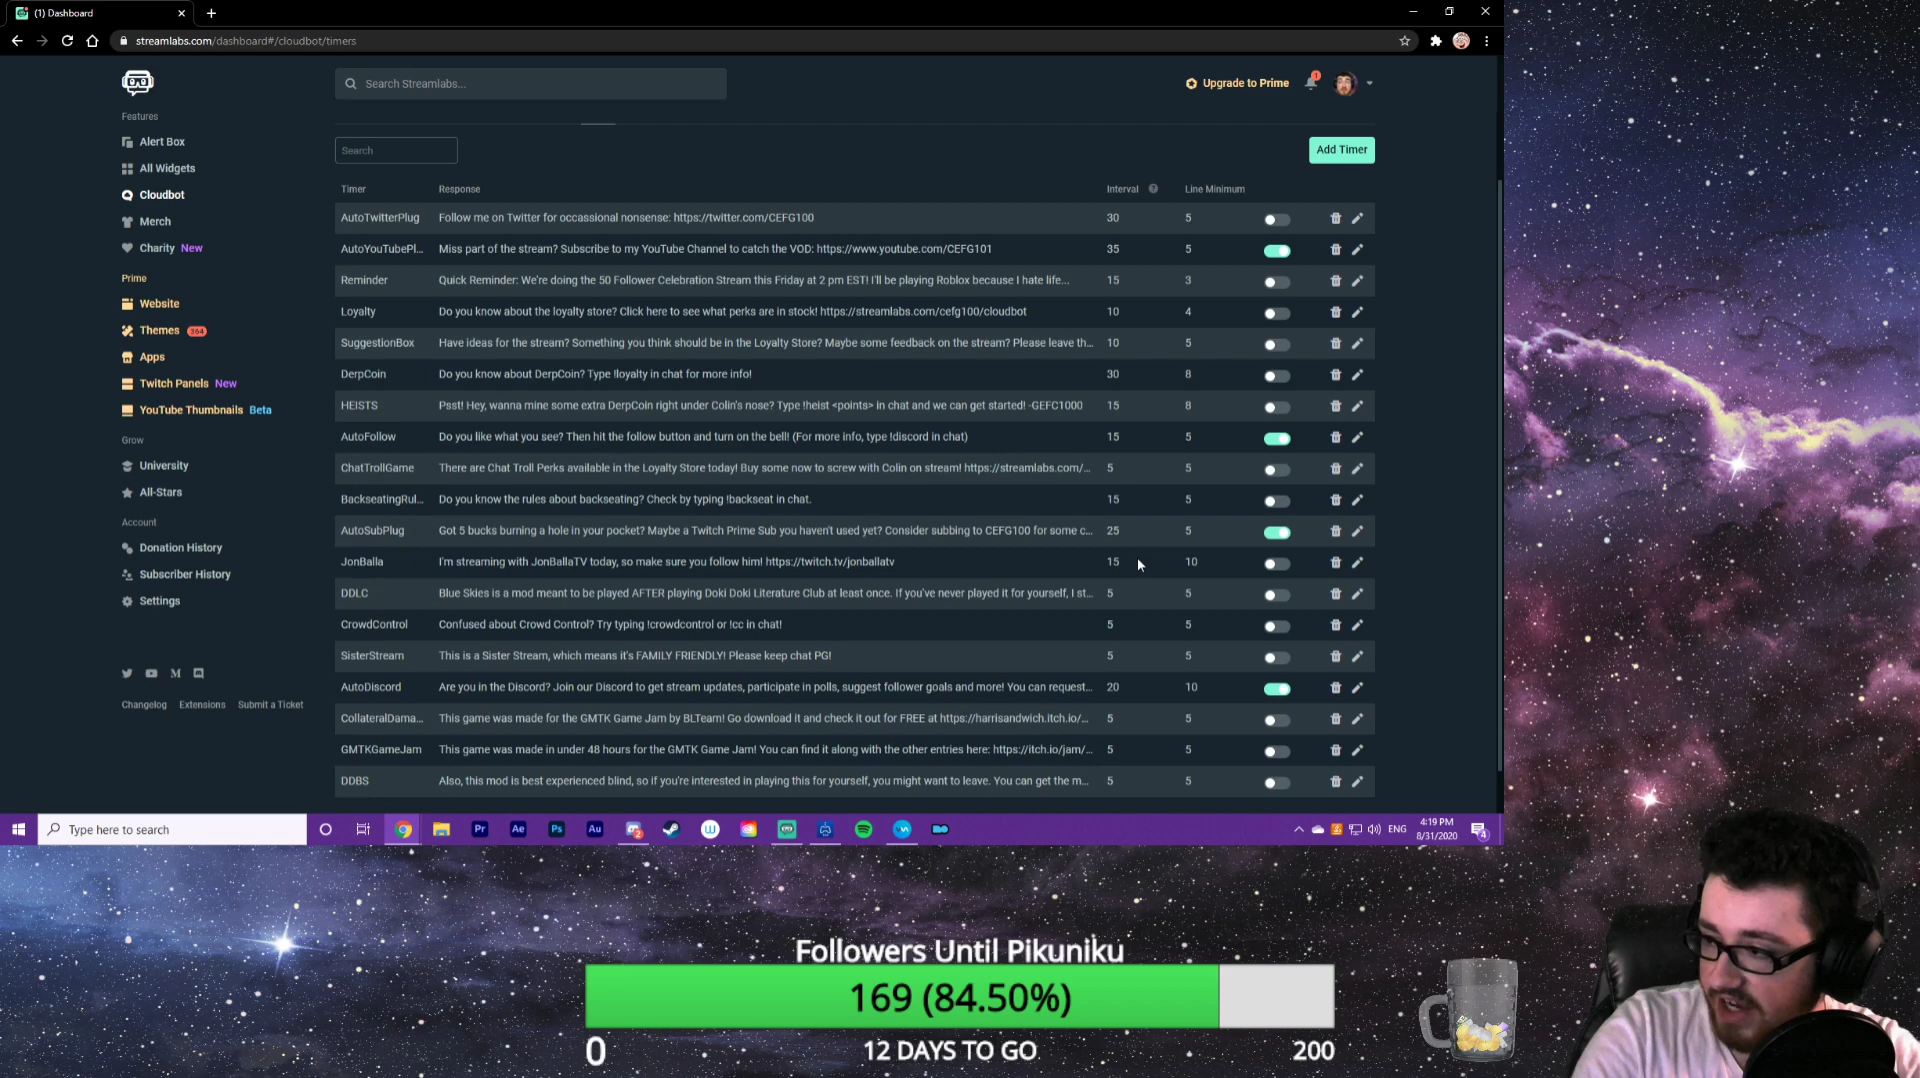 (1) Dashboard
streamlabs.com/dashboard#/cloudbot/timers
Search Streamlabs...
Upgrade to Prime
1
Features
Alert Box
All Widgets
Cloudbot
Merch
Charity New
Prime
Website
Themes 364
Apps
Twitch Panels New
YouTube Thumbnails Beta
Grow
University
All-Stars
Account
Donation History
Subscriber History
Settings
Changelog Extensions Submit a Ticket
Search
Add Timer
Timer Response Interval ? Line Minimum
AutoTwitterPlug Follow me on Twitter for occassional nonsense: https://twitter.com/CEFG100 30 5
AutoYouTubePl... Miss part of the stream? Subscribe to my YouTube Channel to catch the VOD: https://www.youtube.com/CEFG101 35 5
Reminder Quick Reminder: We're doing the 50 Follower Celebration Stream this Friday at 2 pm EST! I'll be playing Roblox because I hate life... 15 3
Loyalty Do you know about the loyalty store? Click here to see what perks are in stock! https://streamlabs.com/cefg100/cloudbot 10 4
SuggestionBox Have ideas for the stream? Something you think should be in the Loyalty Store? Maybe some feedback on the stream? Please leave th... 10 5
DerpCoin Do you know about DerpCoin? Type !loyalty in chat for more info! 30 8
HEISTS Psst! Hey, wanna mine some extra DerpCoin right under Colin's nose? Type !heist <points> in chat and we can get started! -GEFC1000 15 8
AutoFollow Do you like what you see? Then hit the follow button and turn on the bell! (For more info, type !discord in chat) 15 5
ChatTrollGame There are Chat Troll Perks available in the Loyalty Store today! Buy some now to screw with Colin on stream! https://streamlabs.com/... 5 5
BackseatingRul... Do you know the rules about backseating? Check by typing !backseat in chat. 15 5
AutoSubPlug Got 5 bucks burning a hole in your pocket? Maybe a Twitch Prime Sub you haven't used yet? Consider subbing to CEFG100 for some c... 25 5
JonBalla I'm streaming with JonBallaTV today, so make sure you follow him! https://twitch.tv/jonballatv 15 10
DDLC Blue Skies is a mod meant to be played AFTER playing Doki Doki Literature Club at least once. If you've never played it for yourself, I st... 5 5
CrowdControl Confused about Crowd Control? Try typing !crowdcontrol or !cc in chat! 5 5
SisterStream This is a Sister Stream, which means it's FAMILY FRIENDLY! Please keep chat PG! 5 5
AutoDiscord Are you in the Discord? Join our Discord to get stream updates, participate in polls, suggest follower goals and more! You can request... 20 10
CollateralDama... This game was made for the GMTK Game Jam by BLTeam! Go download it and check it out for FREE at https://harrisandwich.itch.io/... 5 5
GMTKGameJam This game was made in under 48 hours for the GMTK Game Jam! You can find it along with the other entries here: https://itch.io/jam/... 5 5
DDBS Also, this mod is best experienced blind, so if you're interested in playing this for yourself, you might want to leave. You can get the m... 5 5
Type here to search
Pr Ae Ps Au
ENG
4:19 PM
8/31/2020
4
Followers Until Pikuniku
169 (84.50%)
0 12 DAYS TO GO 200